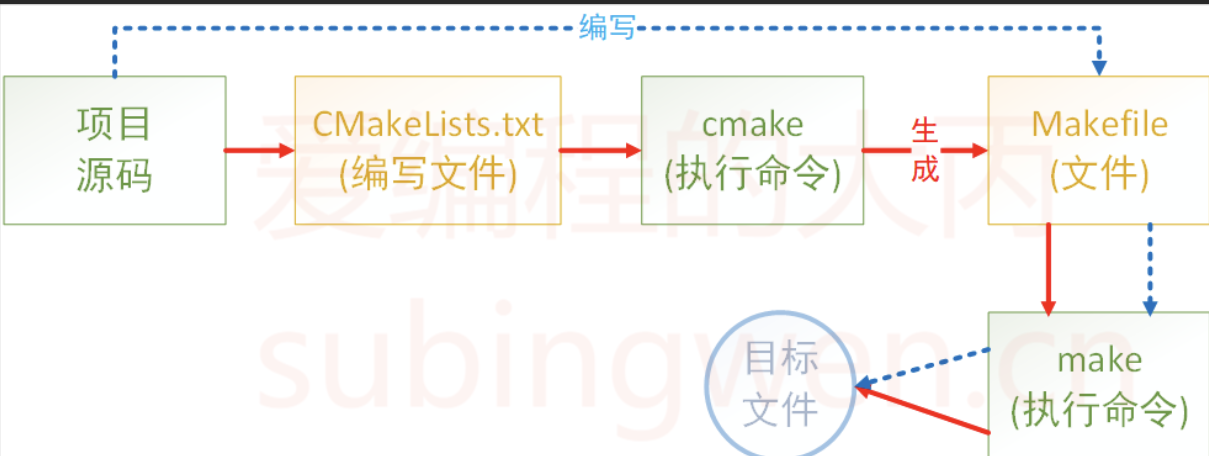 编写
项目
源码
CMakeLists.txt
(编写文件)
cmake
(执行命令)
生
成
Makefile
(文件)
爱编程的大丙
目标
文件
make
(执行命令)
subingwen.cn